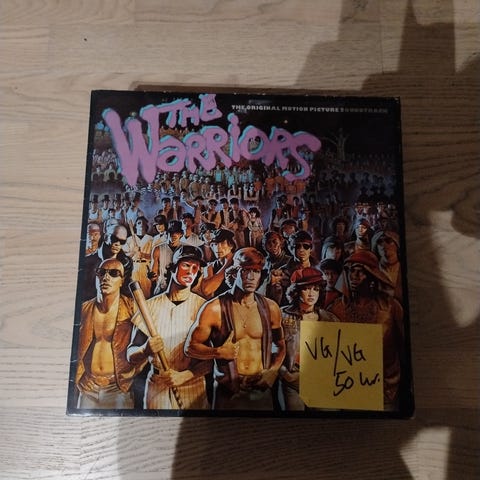 THE ORIGINAL MOTION PICTURE SOUNDTRACK
THE
WARRIORS
VG/VG
50 kr.